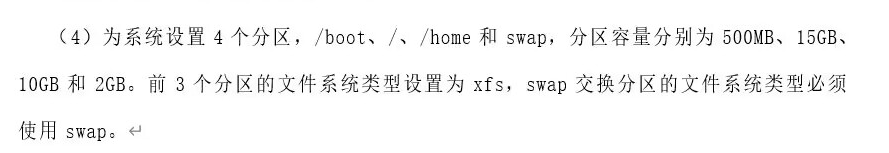 （4）为系统设置 4 个分区，/boot、/、/home 和 swap，分区容量分别为 500MB、15GB、
10GB 和 2GB。前 3 个分区的文件系统类型设置为 xfs，swap 交换分区的文件系统类型必须
使用 swap。↵